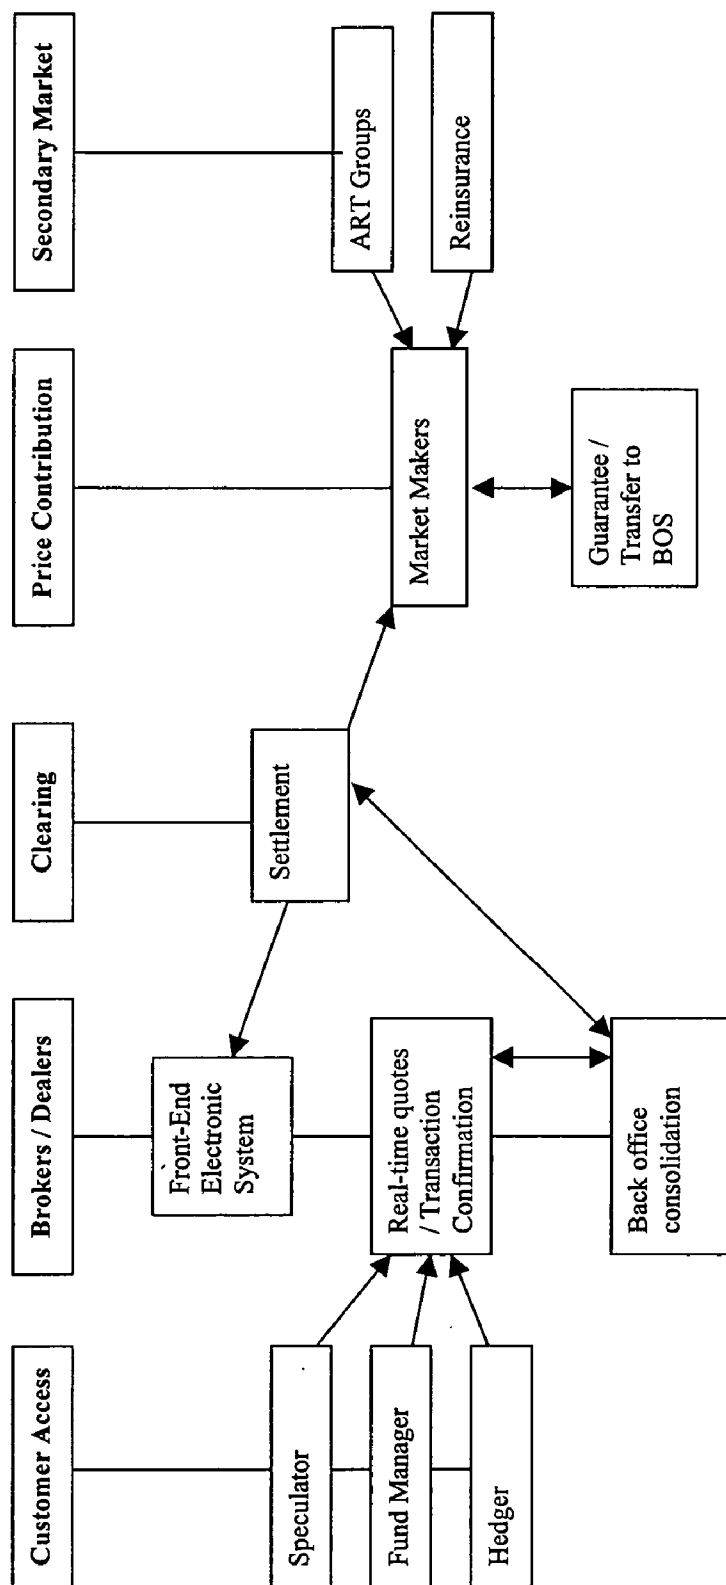 Customer Access
Brokers / Dealers
Clearing
Price Contribution
Secondary Market
Speculator
Fund Manager
Hedger
Front-End
Electronic
System
Real-time quotes
/ Transaction
Confirmation
Back office
consolidation
Settlement
Market Makers
Guarantee /
Transfer to
BOS
ART Groups
Reinsurance